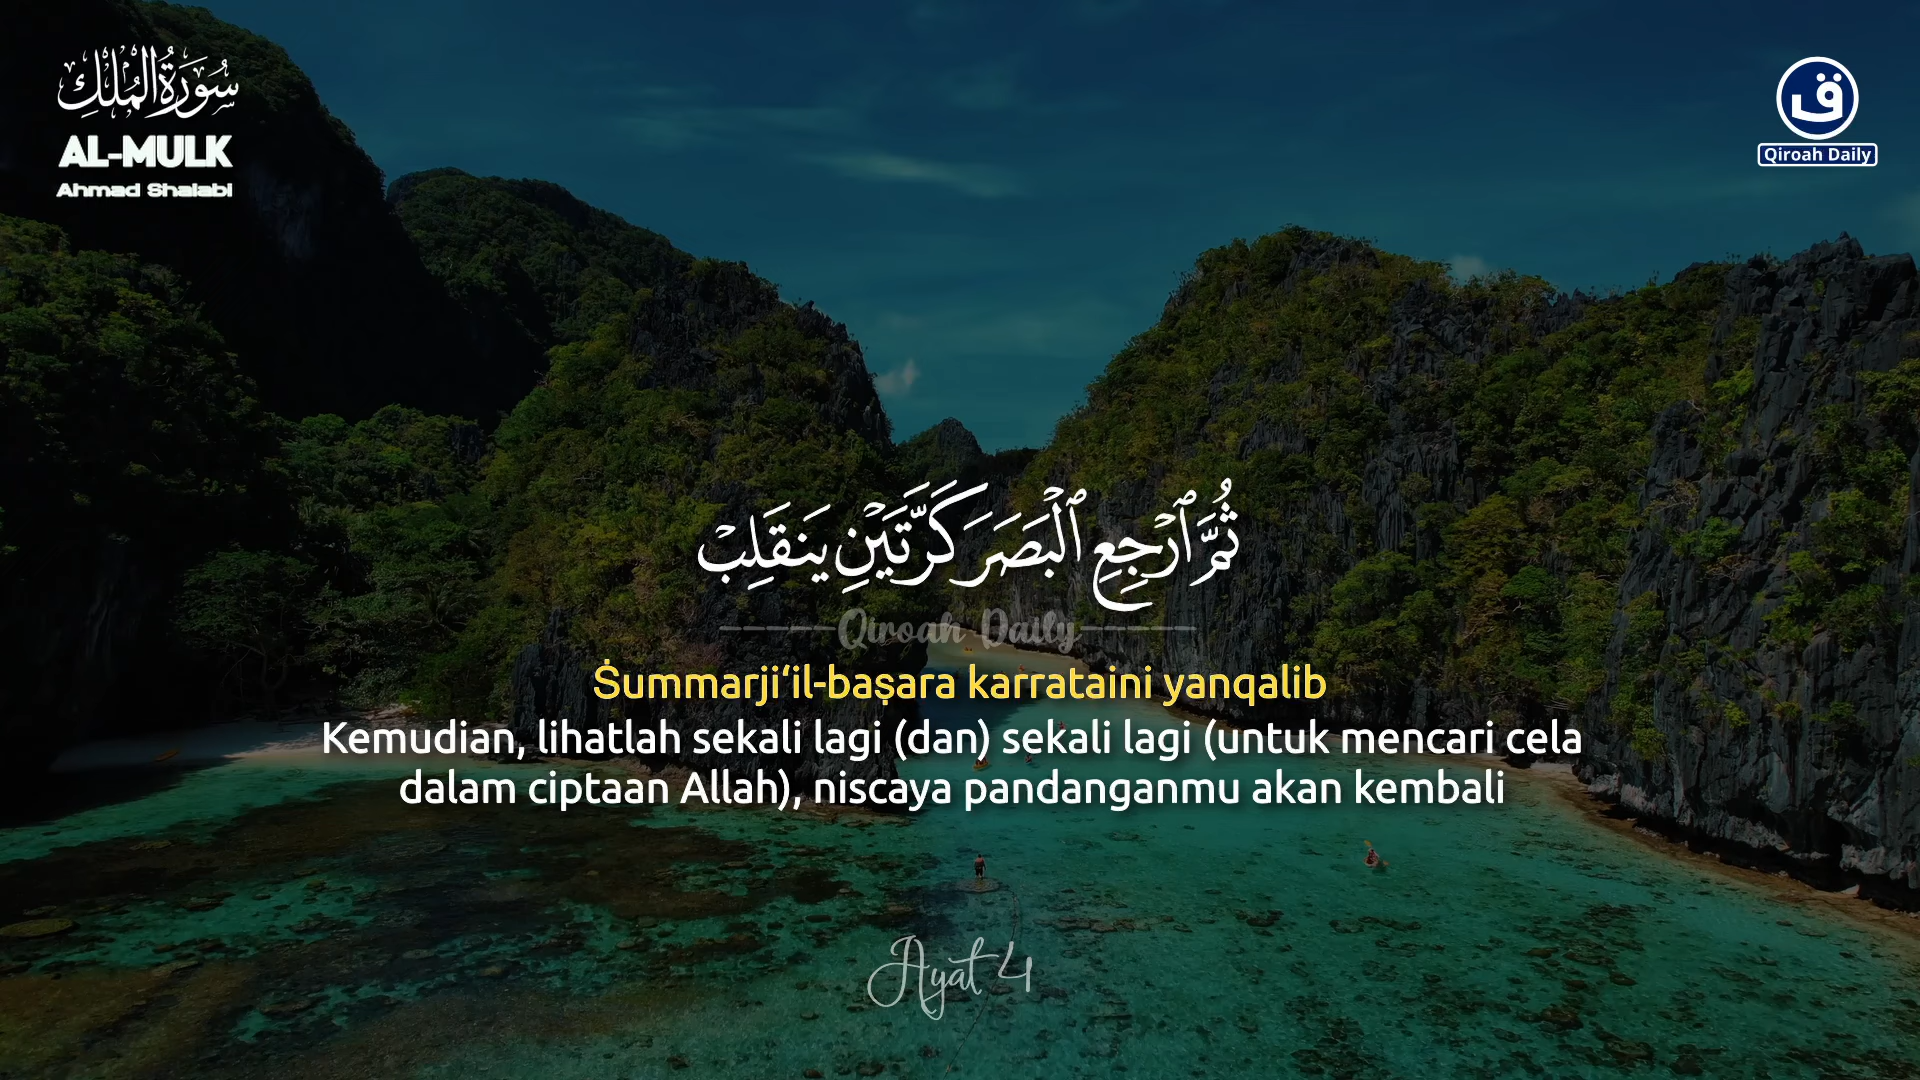 سُورَةُ الْمُلْكِ
AL-MULK
Ahmad Shalabi
ق
Qiroah Daily
ثُمَّ ٱرْجِعِ ٱلْبَصَرَ كَرَّتَيْنِ يَنقَلِبْ
Qiroah Daily
Ṡummarji‘il-baṣara karrataini yanqalib
Kemudian, lihatlah sekali lagi (dan) sekali lagi (untuk mencari cela
dalam ciptaan Allah), niscaya pandanganmu akan kembali
Ayat 4